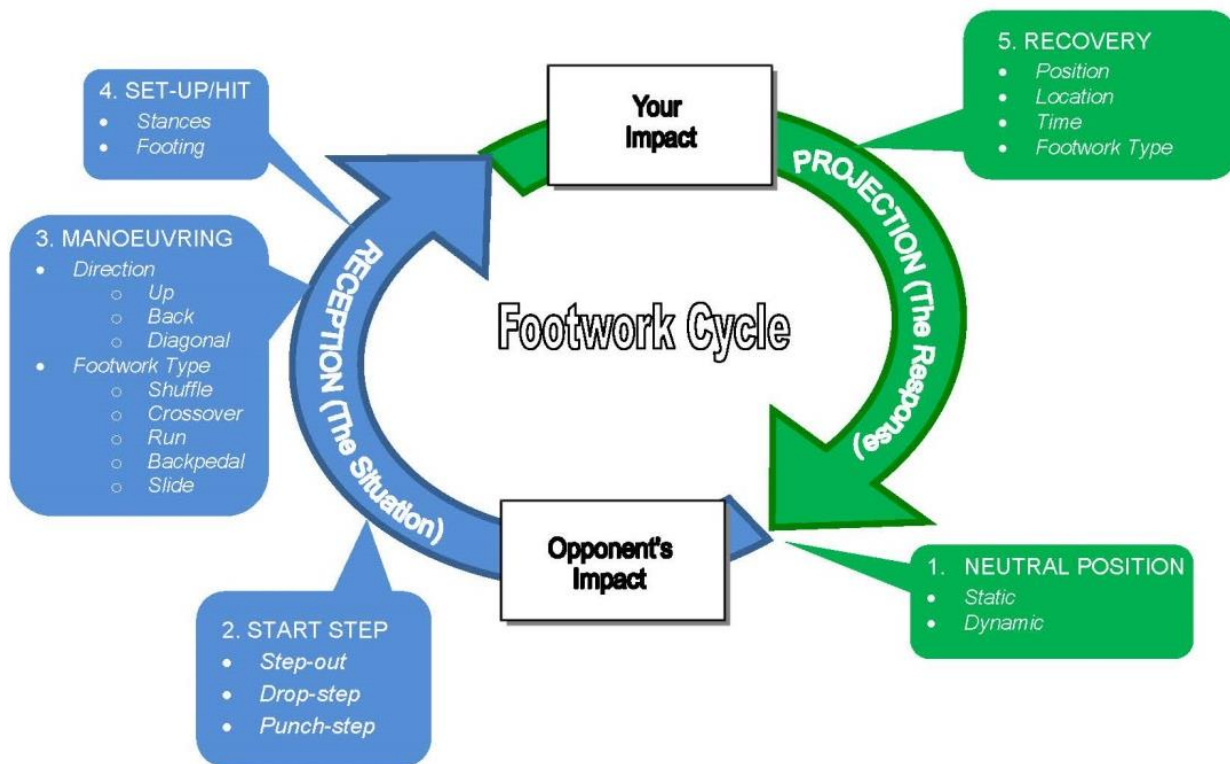 Footwork Cycle
Your
Impact
Opponent's
Impact
RECEPTION (The Situation)
PROJECTION (The Response)
1. NEUTRAL POSITION
• Static
• Dynamic
2. START STEP
• Step-out
• Drop-step
• Punch-step
3. MANOEUVRING
• Direction
o Up
o Back
o Diagonal
• Footwork Type
o Shuffle
o Crossover
o Run
o Backpedal
o Slide
4. SET-UP/HIT
• Stances
• Footing
5. RECOVERY
• Position
• Location
• Time
• Footwork Type